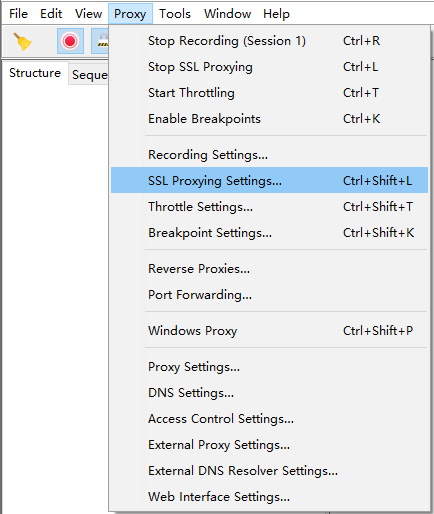 File Edit View Proxy Tools Window Help
Structure Seque
Stop Recording (Session 1) Ctrl+R
Stop SSL Proxying Ctrl+L
Start Throttling Ctrl+T
Enable Breakpoints Ctrl+K
Recording Settings...
SSL Proxying Settings... Ctrl+Shift+L
Throttle Settings... Ctrl+Shift+T
Breakpoint Settings... Ctrl+Shift+K
Reverse Proxies...
Port Forwarding...
Windows Proxy Ctrl+Shift+P
Proxy Settings...
DNS Settings...
Access Control Settings...
External Proxy Settings...
External DNS Resolver Settings...
Web Interface Settings...